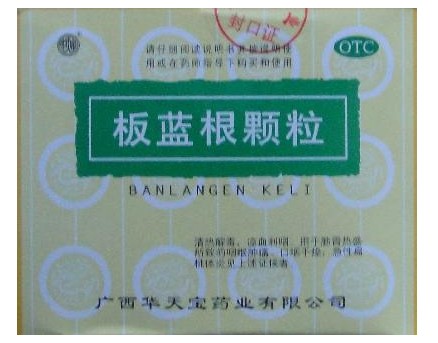 封口证
请仔细阅读说明书并按说明使
用或在药师指导下购买和使用
OTC
板蓝根颗粒
BANLANGEN KELI
清热解毒，凉血利咽。用于肺胃热盛
所致的咽喉肿痛、口咽干燥；急性扁
桃体炎见上述证候者
广西华天宝药业有限公司